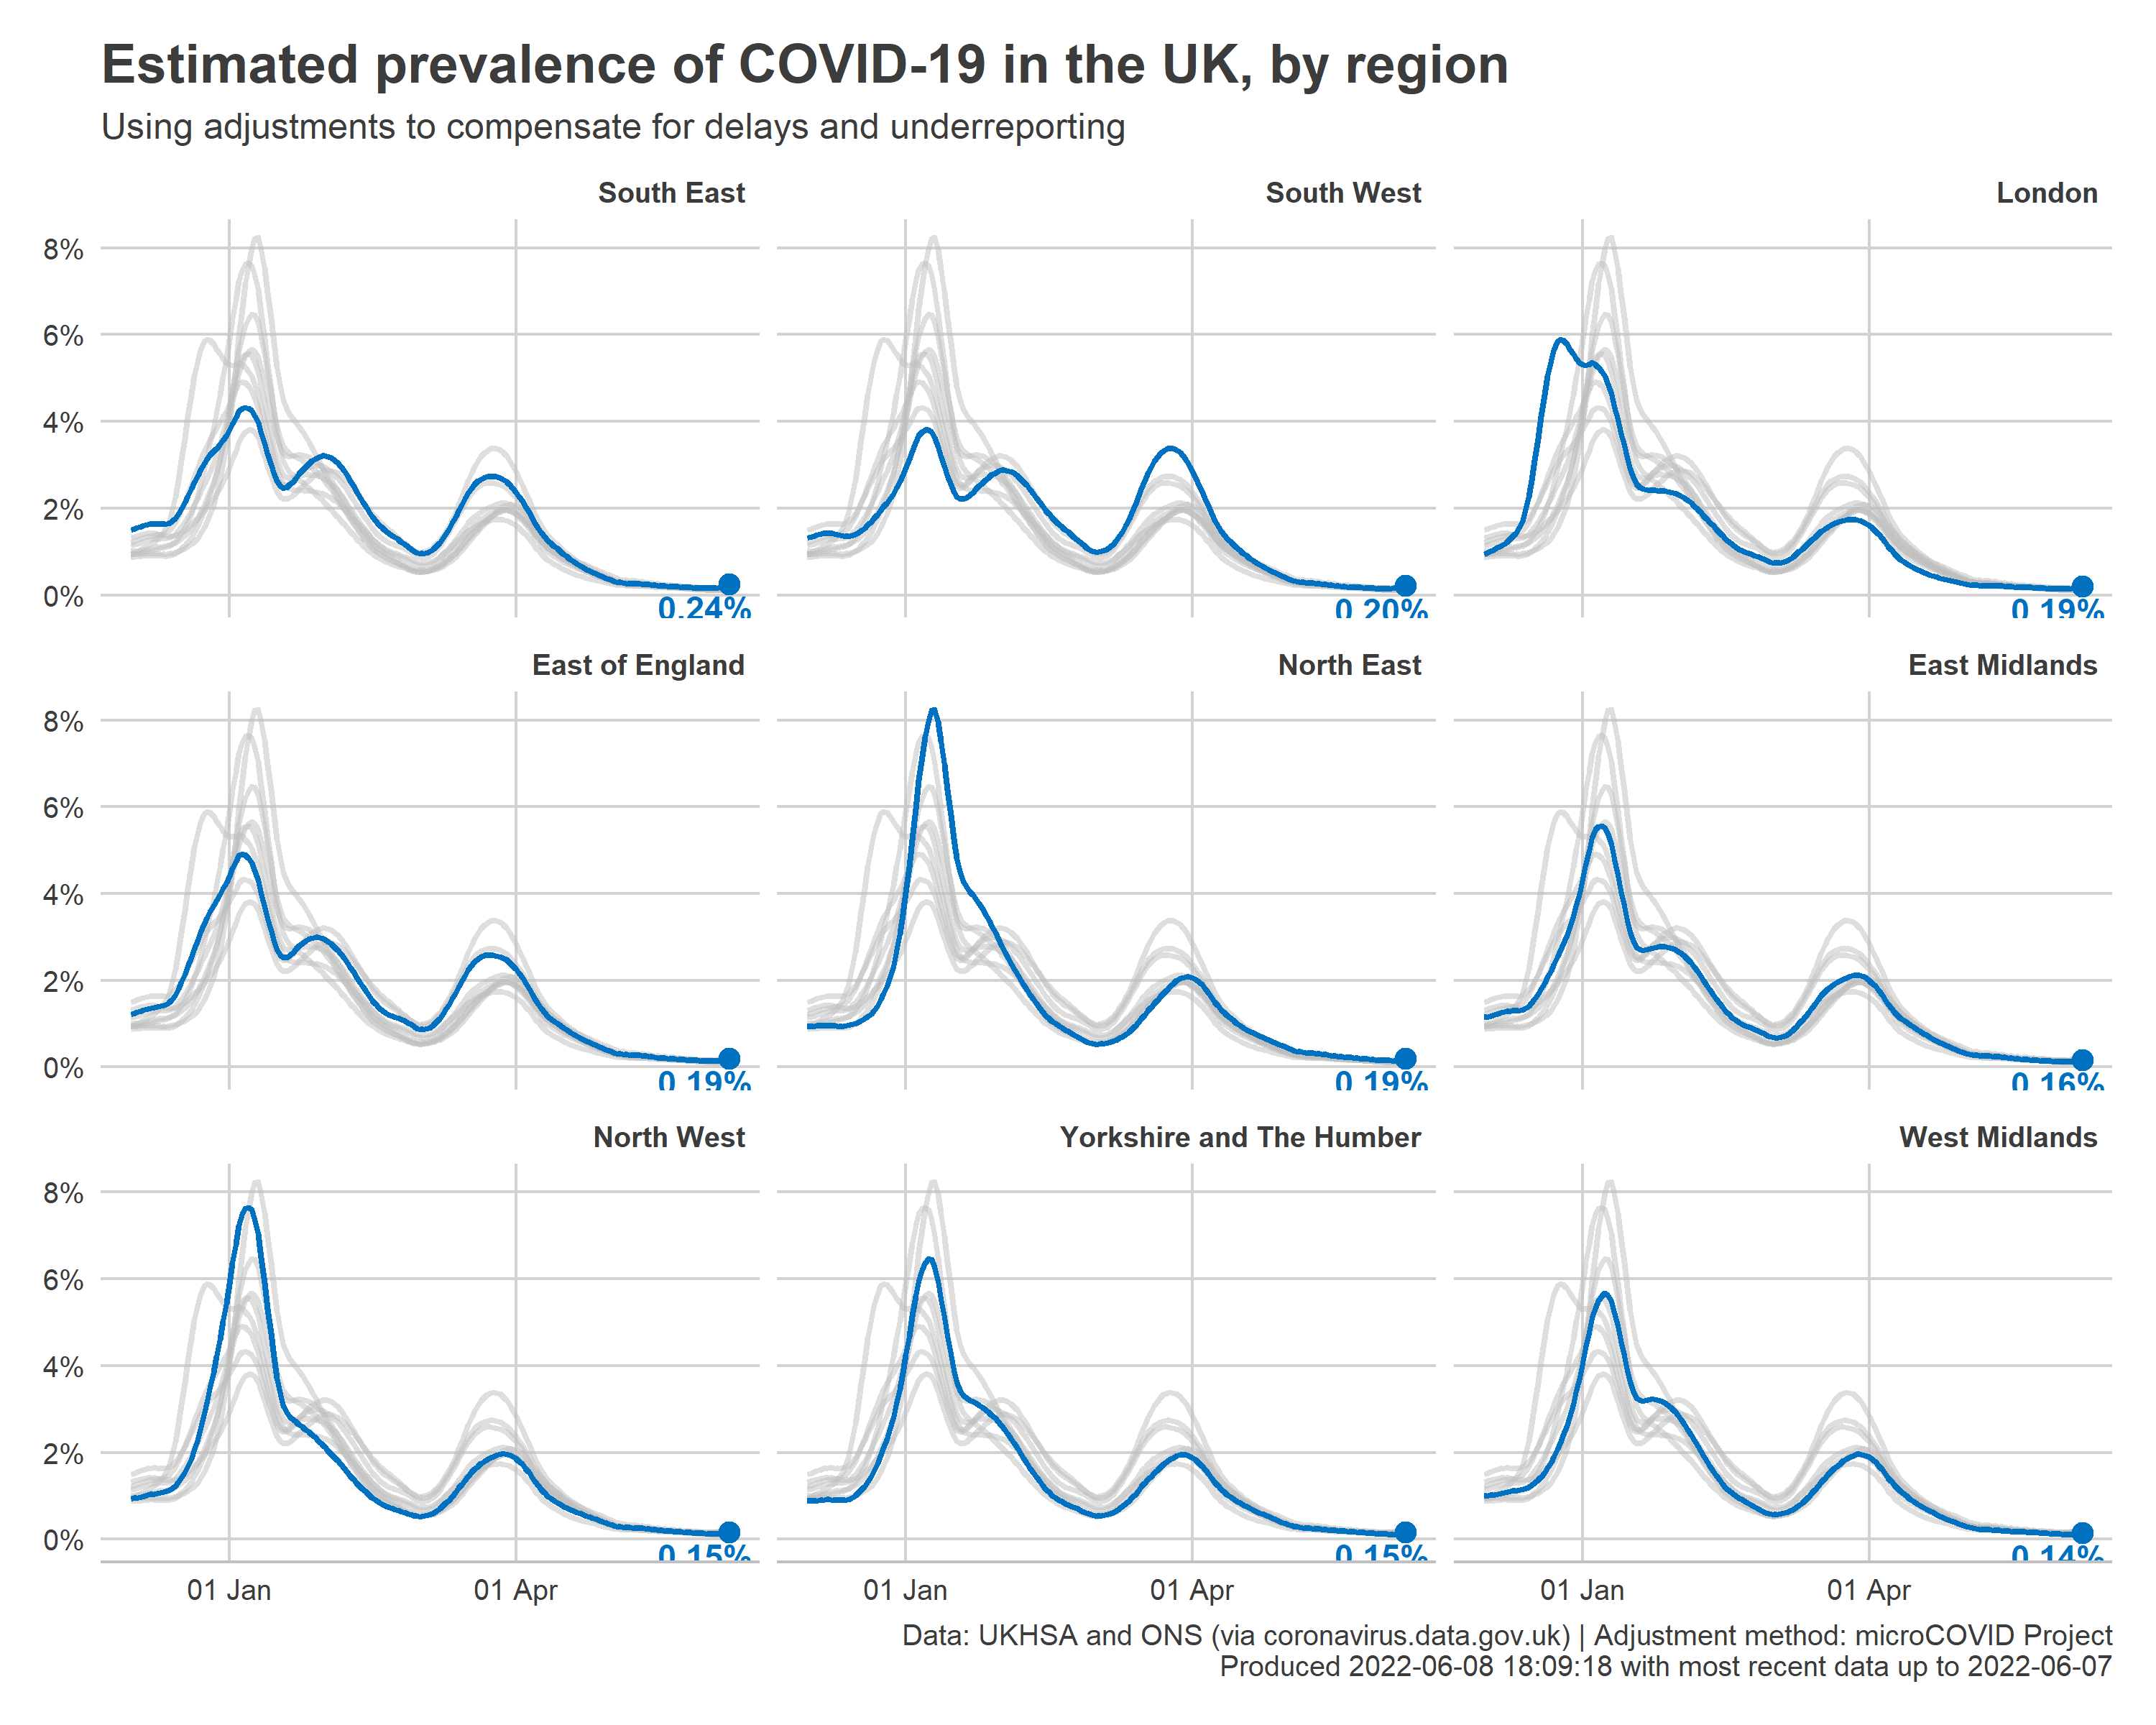 Estimated prevalence of COVID-19 in the UK, by region
Using adjustments to compensate for delays and underreporting
South East
South West
London
8%
6%
4%
2%
0%
0.24%
0.20%
0.19%
East of England
North East
East Midlands
8%
6%
4%
2%
0%
0.19%
0.19%
0.16%
North West
Yorkshire and The Humber
West Midlands
8%
6%
4%
2%
0%
0.15%
0.15%
0.14%
01 Jan
01 Apr
01 Jan
01 Apr
01 Jan
01 Apr
Data: UKHSA and ONS (via coronavirus.data.gov.uk) | Adjustment method: microCOVID Project
Produced 2022-06-08 18:09:18 with most recent data up to 2022-06-07